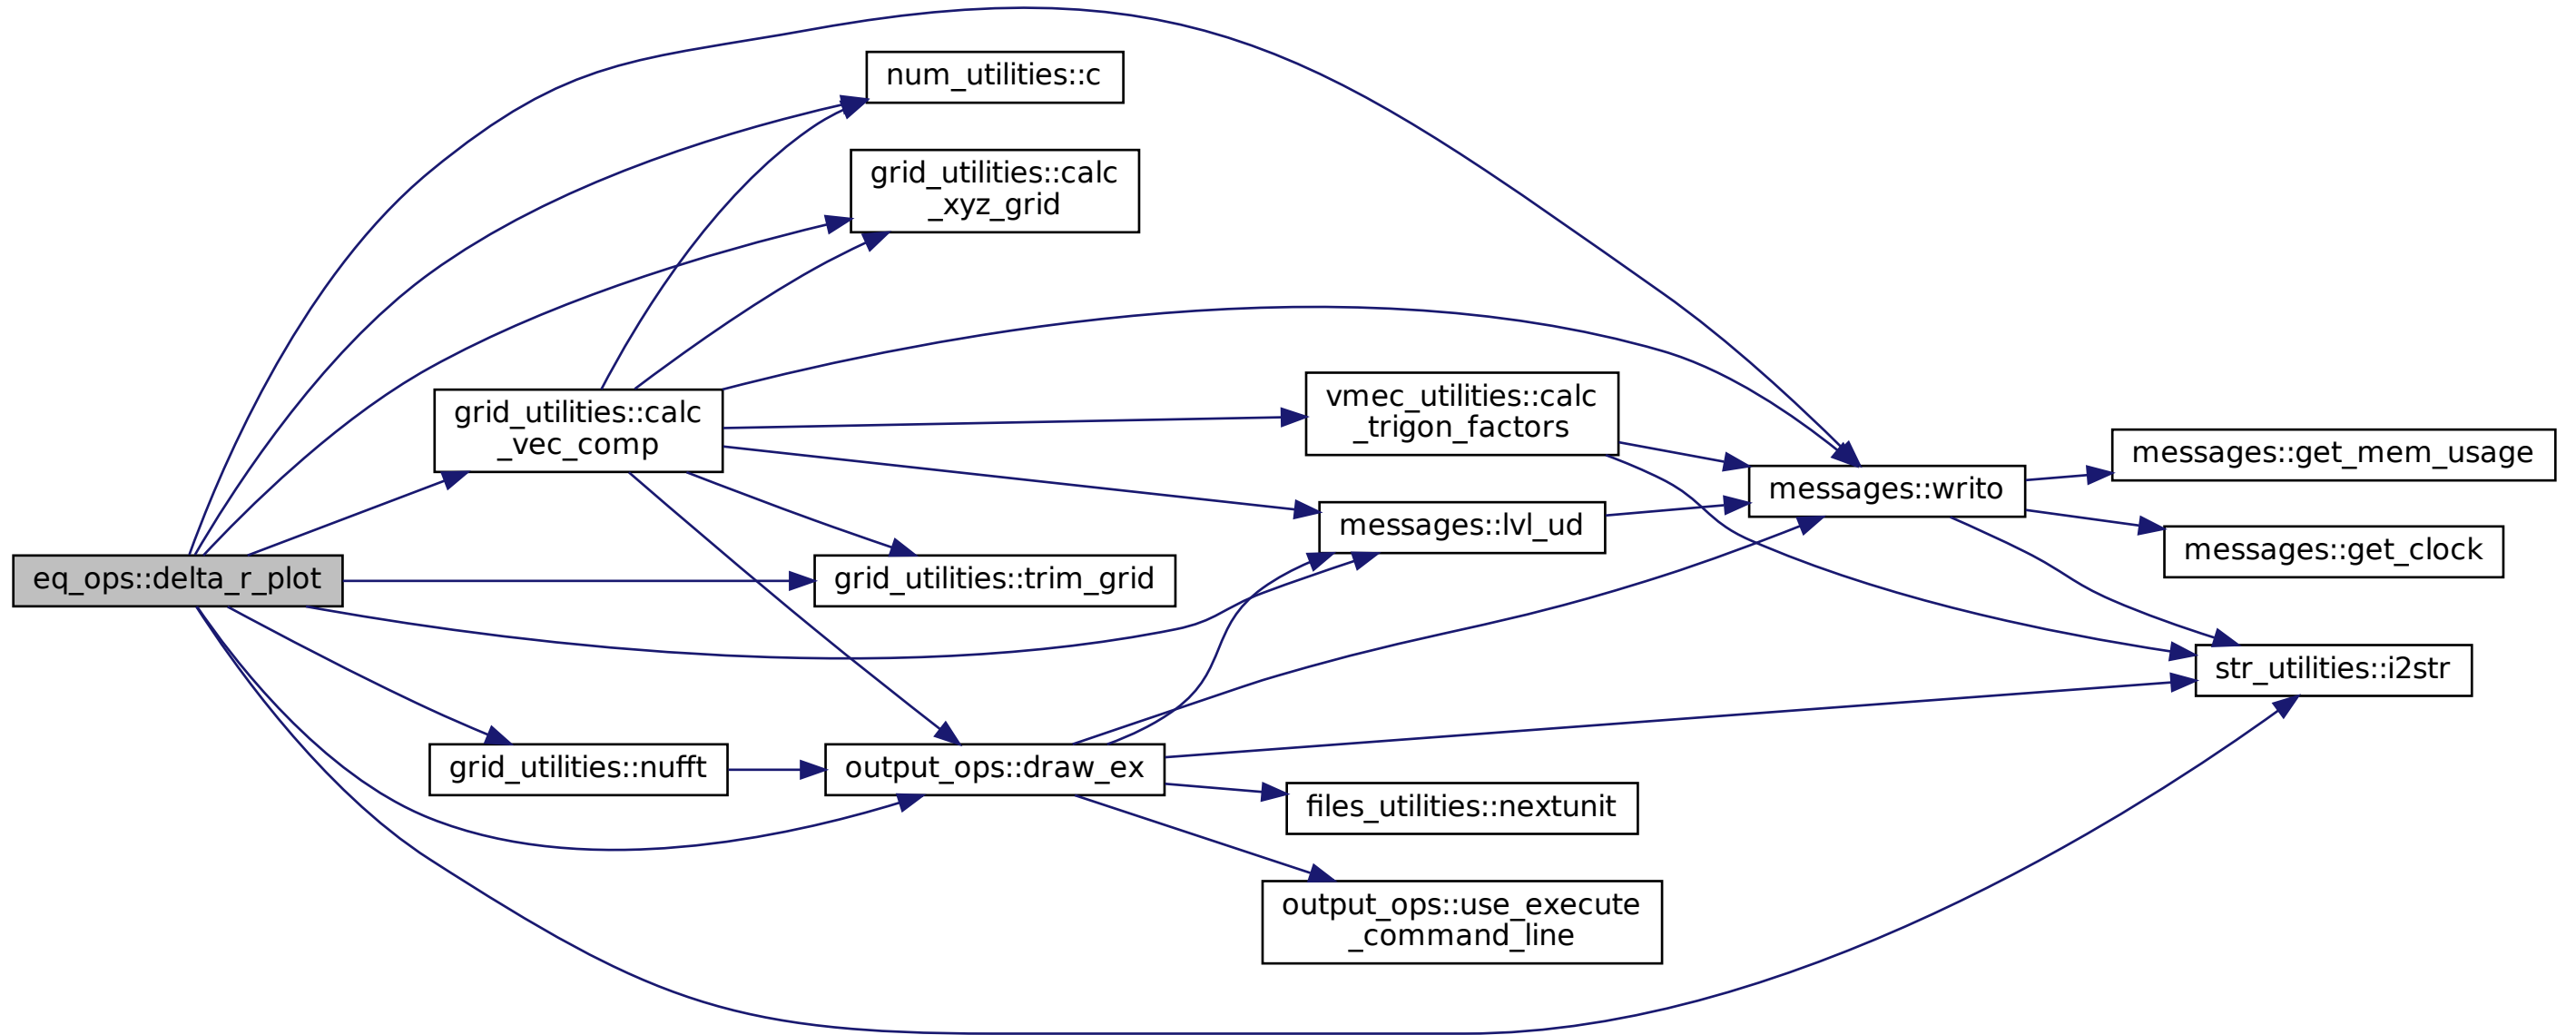 num_utilities::c
grid_utilities::calc
_xyz_grid
vmec_utilities::calc
_trigon_factors
grid_utilities::calc
_vec_comp
messages::get_mem_usage
messages::writo
messages::lvl_ud
messages::get_clock
eq_ops::delta_r_plot
grid_utilities::trim_grid
str_utilities::i2str
grid_utilities::nufft
output_ops::draw_ex
files_utilities::nextunit
output_ops::use_execute
_command_line